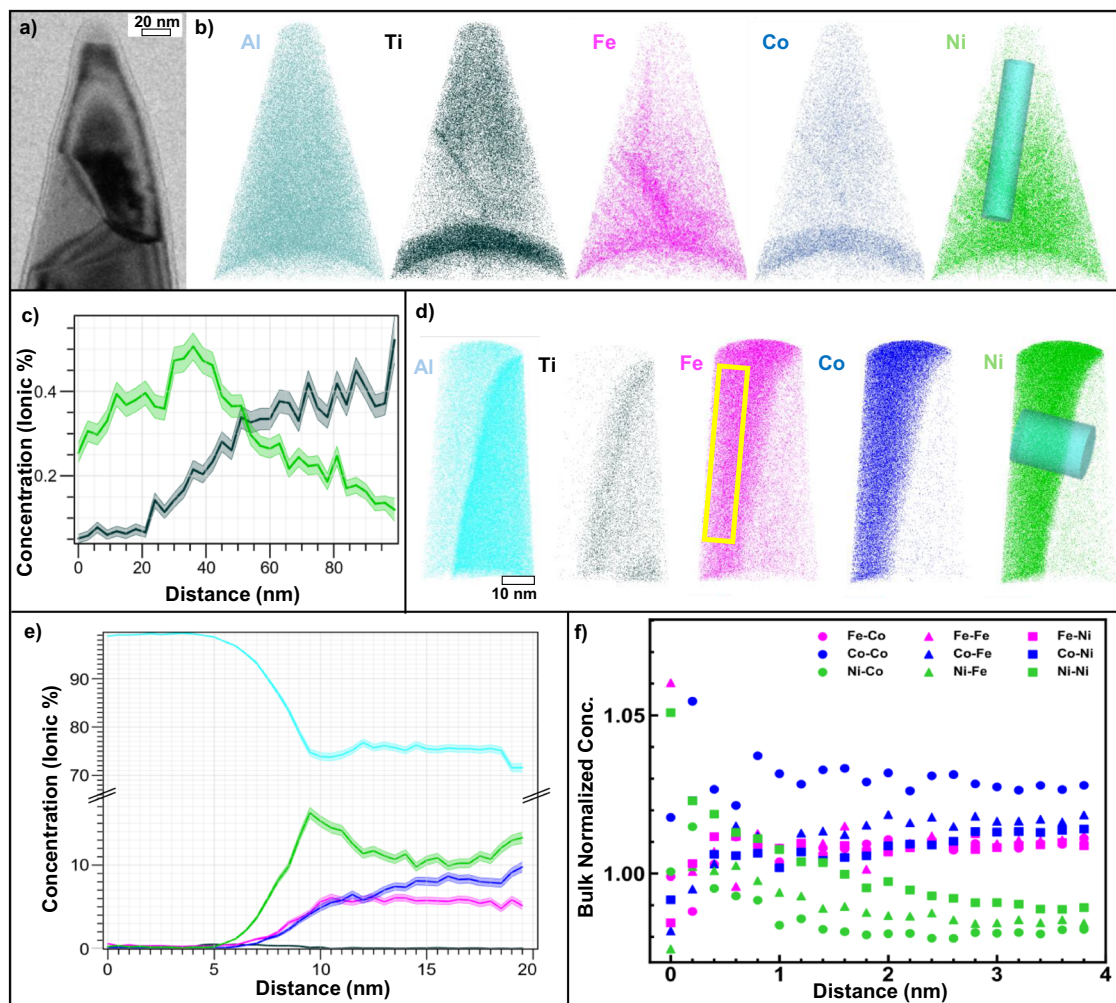 a)
20 nm
b)
Al
Ti
Fe
Co
Ni
c)
Concentration (Ionic %)
0.4
0.2
20
40
60
80
Distance (nm)
d)
Al
Ti
Fe
Co
Ni
10 nm
e)
Concentration (Ionic %)
90
80
70
10
0
0
5
10
15
20
Distance (nm)
f)
Fe-Co
Fe-Fe
Fe-Ni
Co-Co
Co-Fe
Co-Ni
Ni-Co
Ni-Fe
Ni-Ni
Bulk Normalized Conc.
1.05
1.00
0
1
2
3
4
Distance (nm)